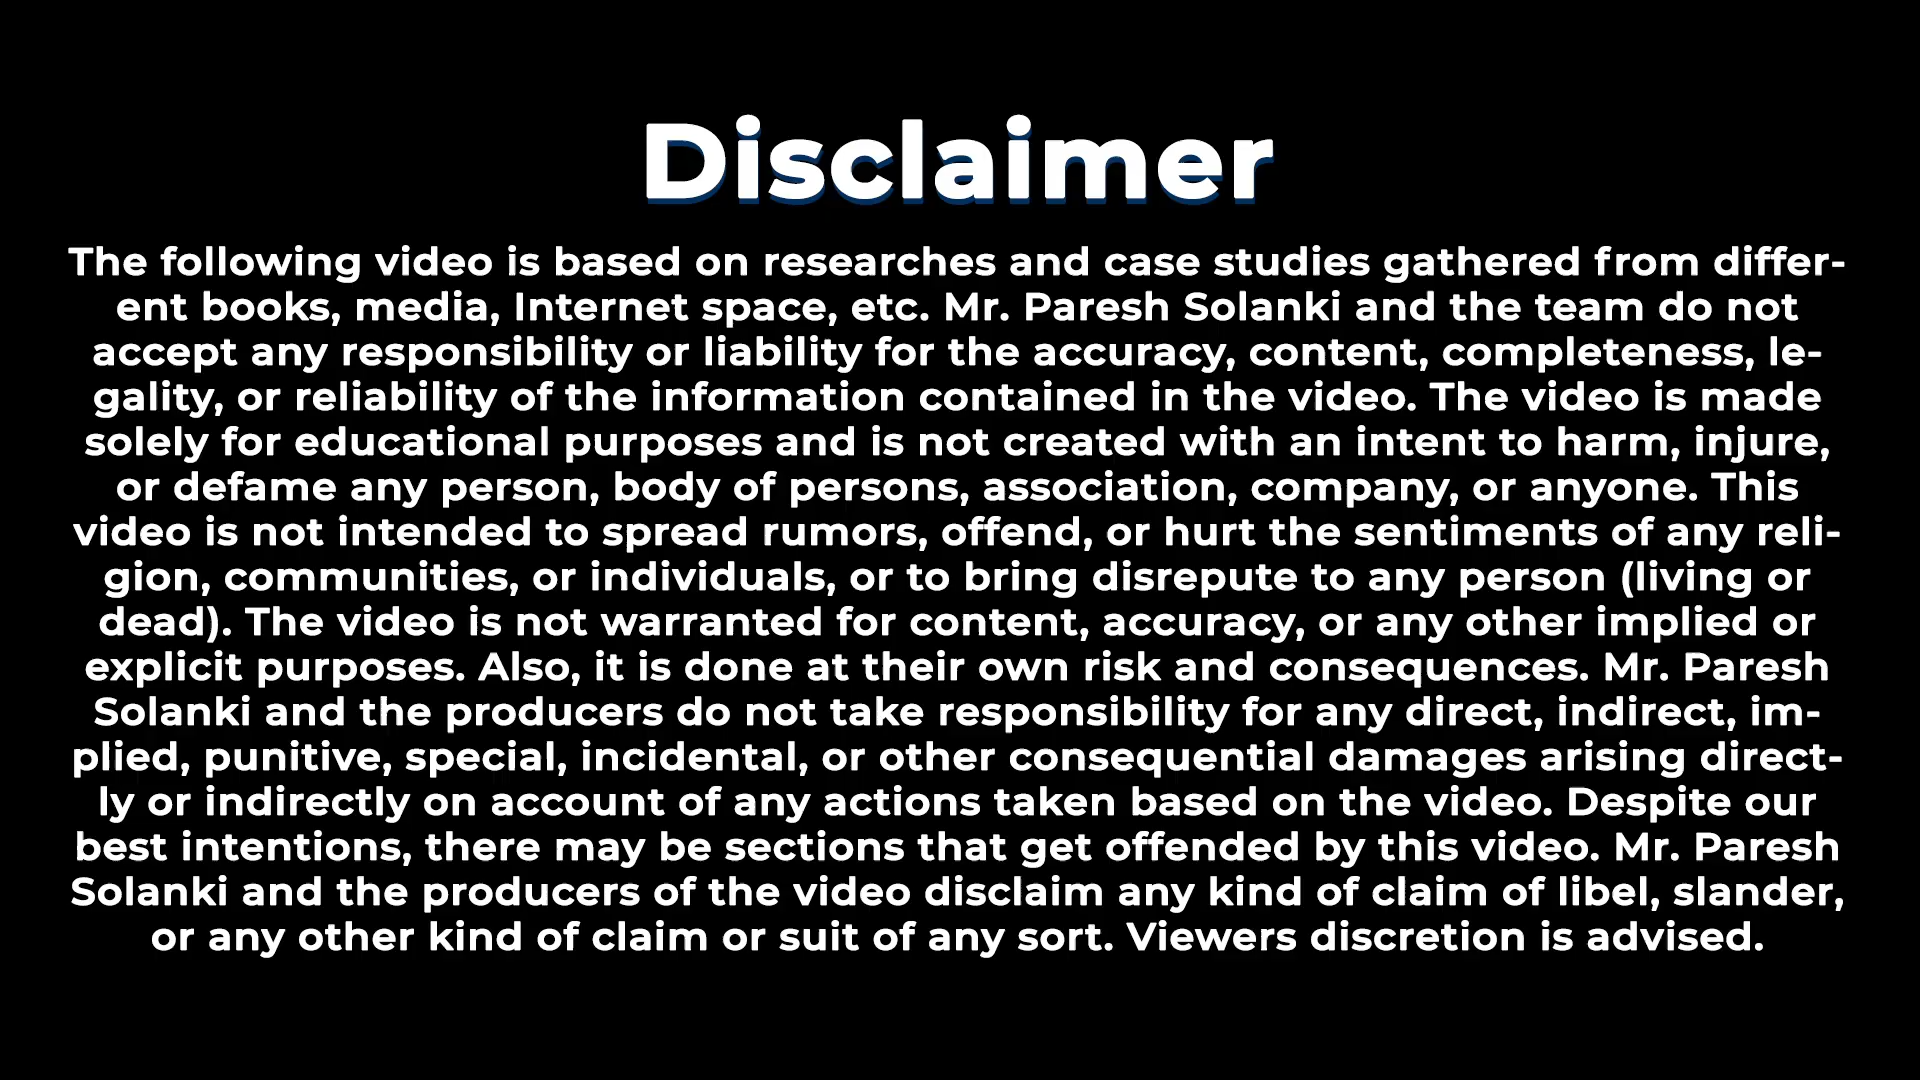 Disclaimer
The following video is based on researches and case studies gathered from differ-
ent books, media, Internet space, etc. Mr. Paresh Solanki and the team do not
accept any responsibility or liability for the accuracy, content, completeness, le-
gality, or reliability of the information contained in the video. The video is made
solely for educational purposes and is not created with an intent to harm, injure,
or defame any person, body of persons, association, company, or anyone. This
video is not intended to spread rumors, offend, or hurt the sentiments of any reli-
gion, communities, or individuals, or to bring disrepute to any person (living or
dead). The video is not warranted for content, accuracy, or any other implied or
explicit purposes. Also, it is done at their own risk and consequences. Mr. Paresh
Solanki and the producers do not take responsibility for any direct, indirect, im-
plied, punitive, special, incidental, or other consequential damages arising direct-
ly or indirectly on account of any actions taken based on the video. Despite our
best intentions, there may be sections that get offended by this video. Mr. Paresh
Solanki and the producers of the video disclaim any kind of claim of libel, slander,
or any other kind of claim or suit of any sort. Viewers discretion is advised.